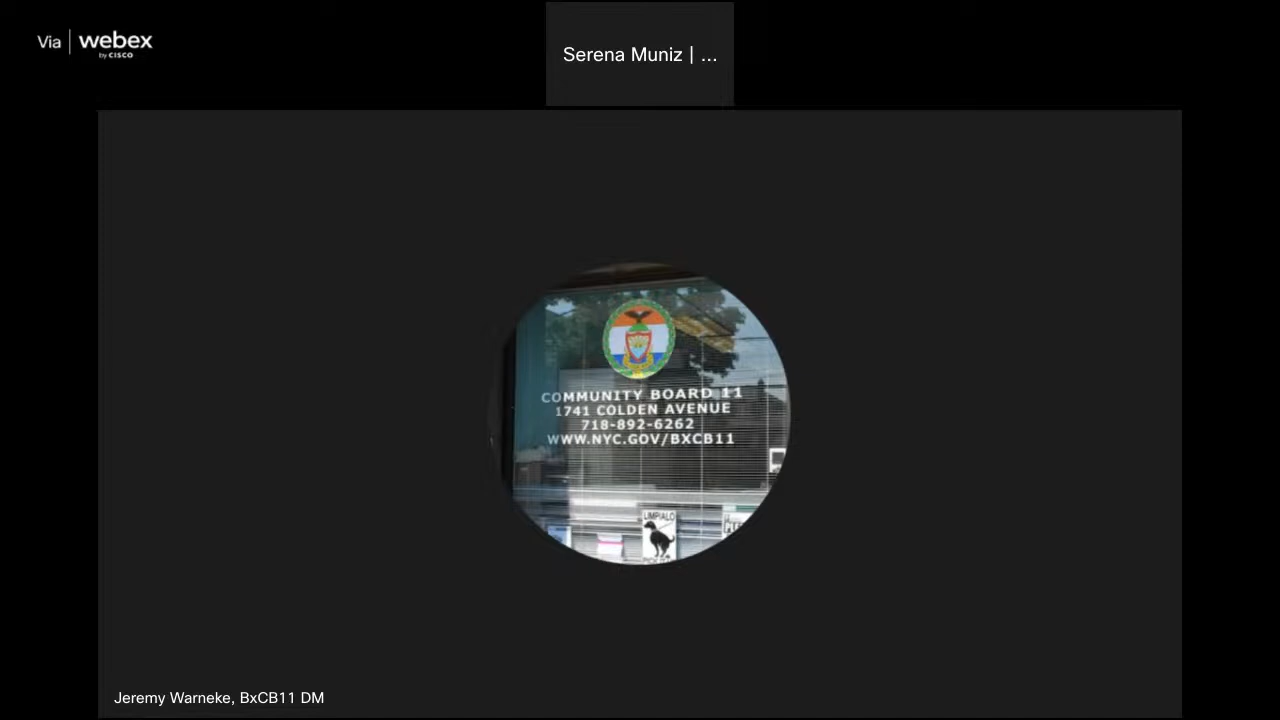 Via | webex
by CISCO
Serena Muniz | ...
COMMUNITY BOARD 11
1741 COLDEN AVENUE
718-892-6262
WWW.NYC.GOV/BXCB11
LIMPIALO
Jeremy Warneke, BxCB11 DM